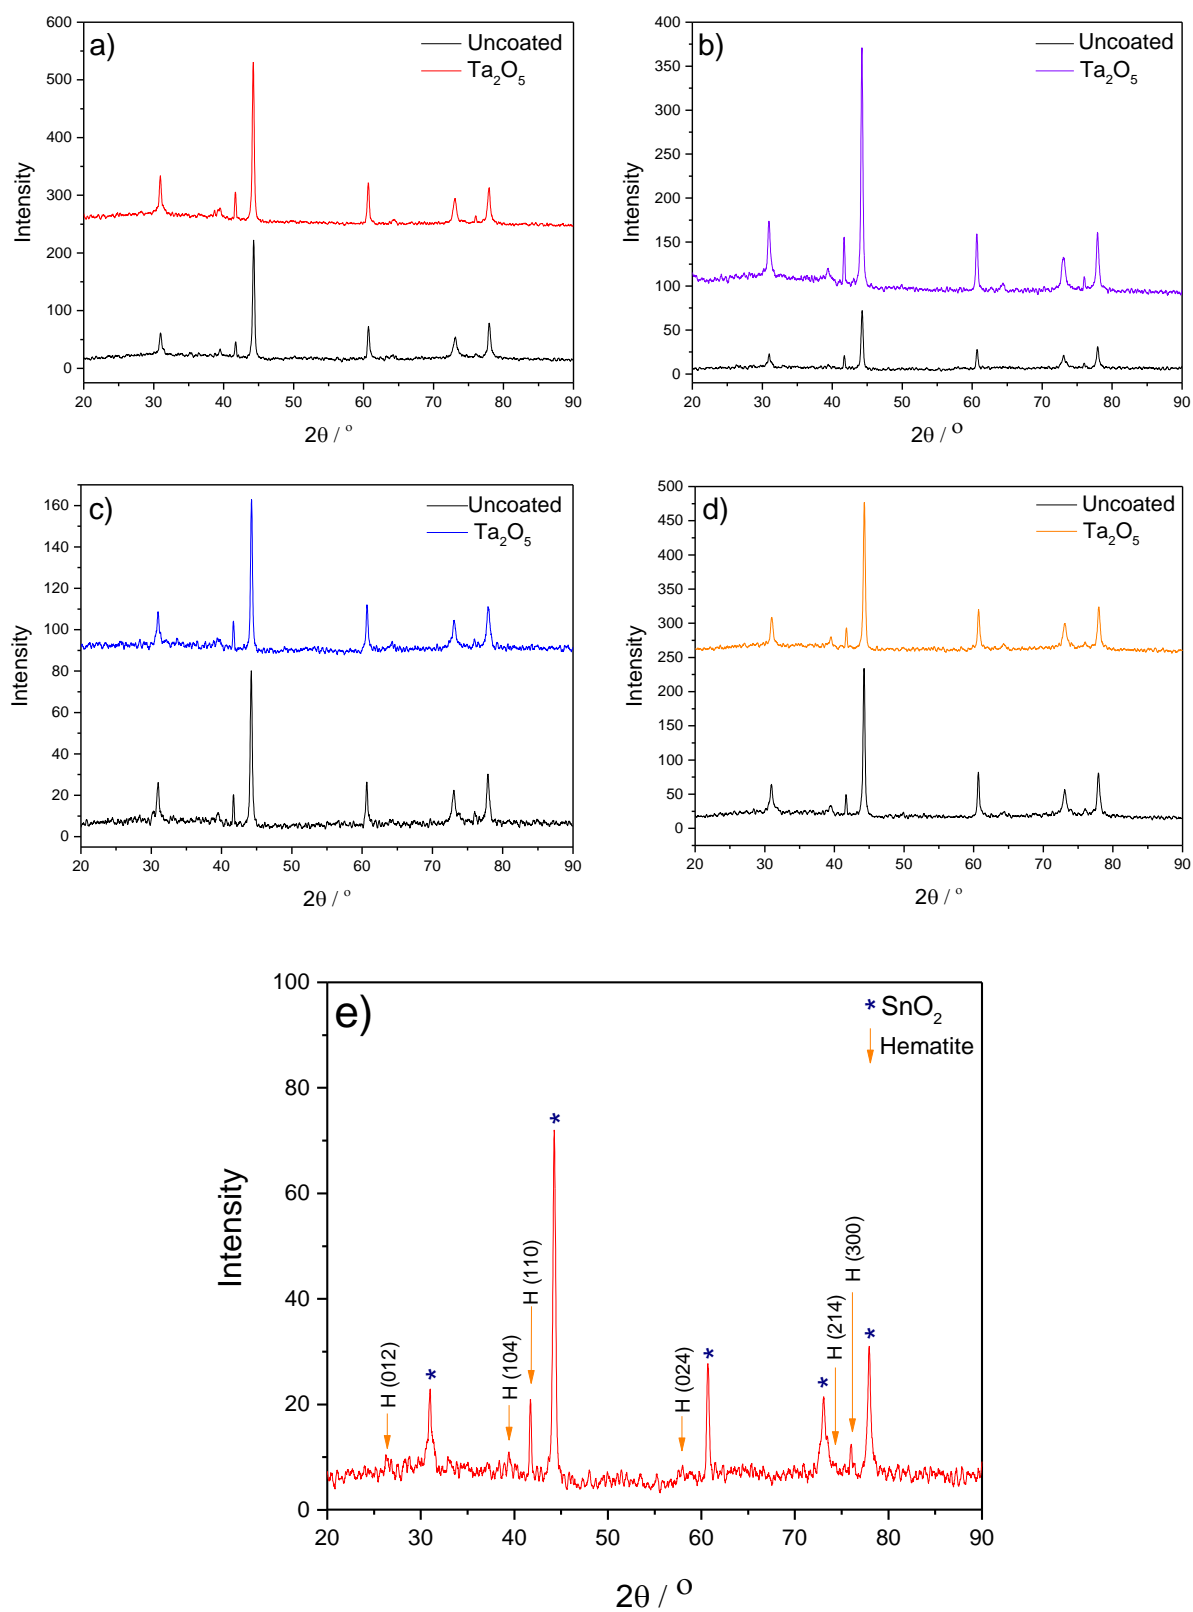 a)
Uncoated
Ta2O5
600
500
400
300
200
100
0
Intensity
20 30 40 50 60 70 80 90
2θ / °
b)
Uncoated
Ta2O5
400
350
300
250
200
150
100
50
0
Intensity
20 30 40 50 60 70 80 90
2θ / O
c)
Uncoated
Ta2O5
160
140
120
100
80
60
40
20
0
Intensity
20 30 40 50 60 70 80 90
2θ / °
d)
Uncoated
Ta2O5
500
450
400
350
300
250
200
150
100
50
0
Intensity
20 30 40 50 60 70 80 90
2θ / °
e)
* SnO2
Hematite
100
80
60
40
20
0
Intensity
H (012)
*
H (104)
H (110)
*
H (024)
*
*
H (214)
H (300)
*
20 30 40 50 60 70 80 90
2θ / O